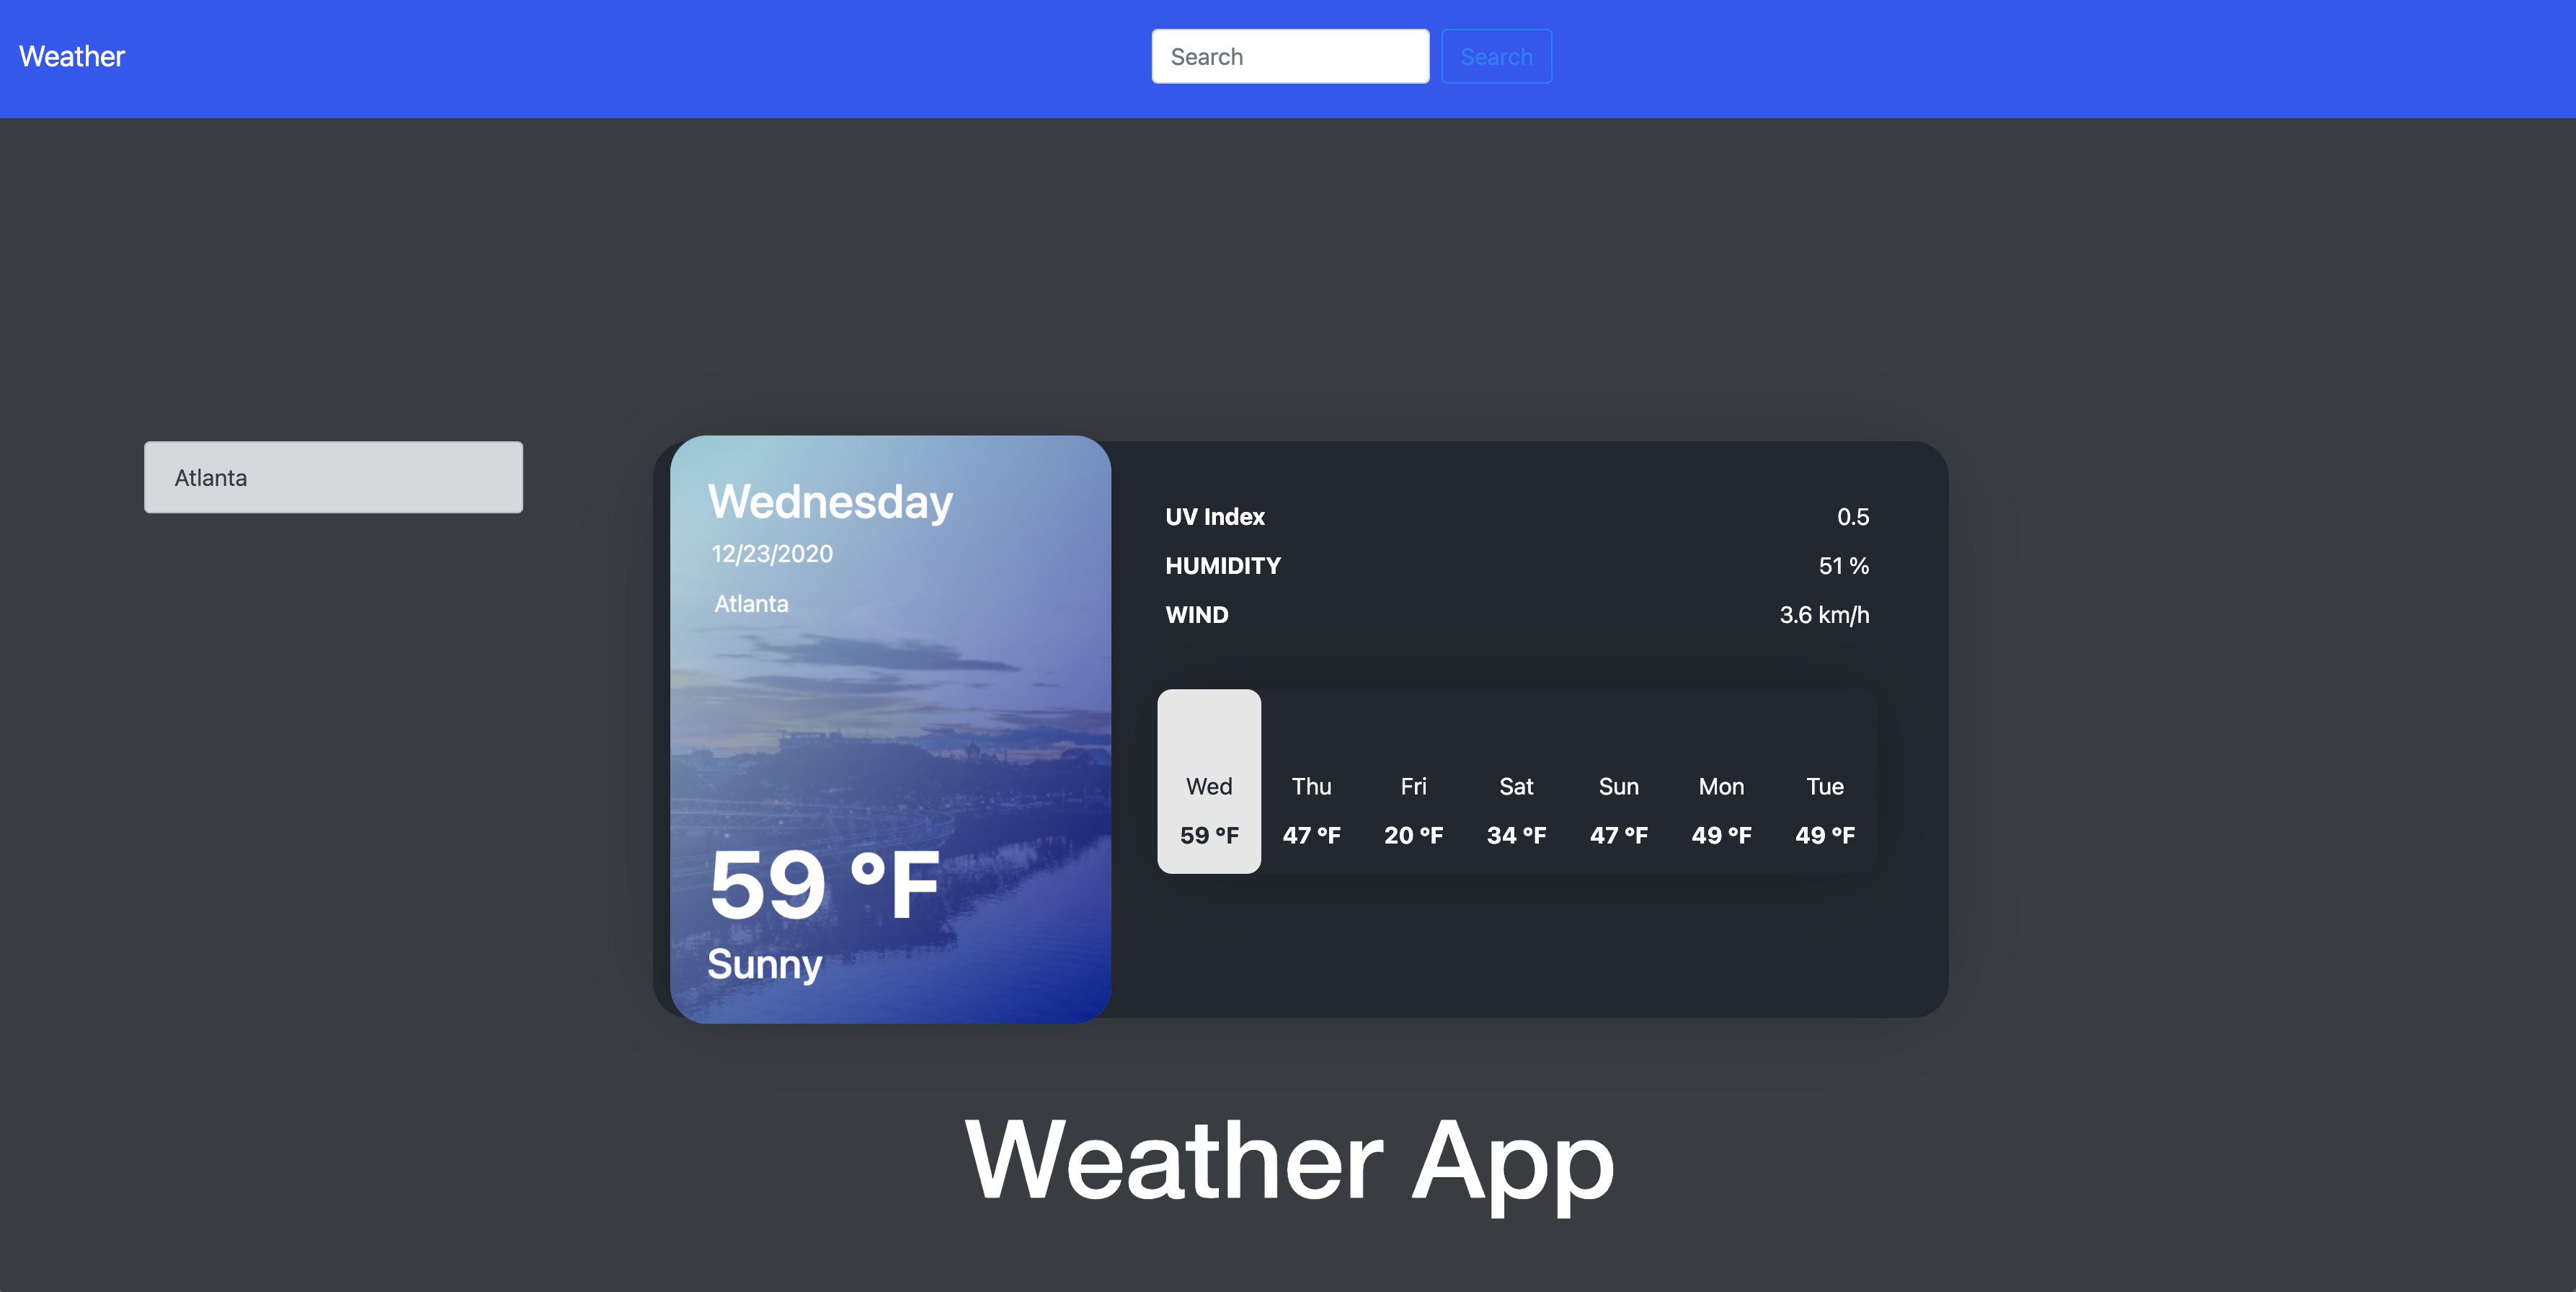 Weather
Search
Search
Atlanta
Wednesday
12/23/2020
Atlanta
59 °F
Sunny
UV Index 0.5
HUMIDITY 51 %
WIND 3.6 km/h
Wed Thu Fri Sat Sun Mon Tue
59 °F 47 °F 20 °F 34 °F 47 °F 49 °F 49 °F
Weather App